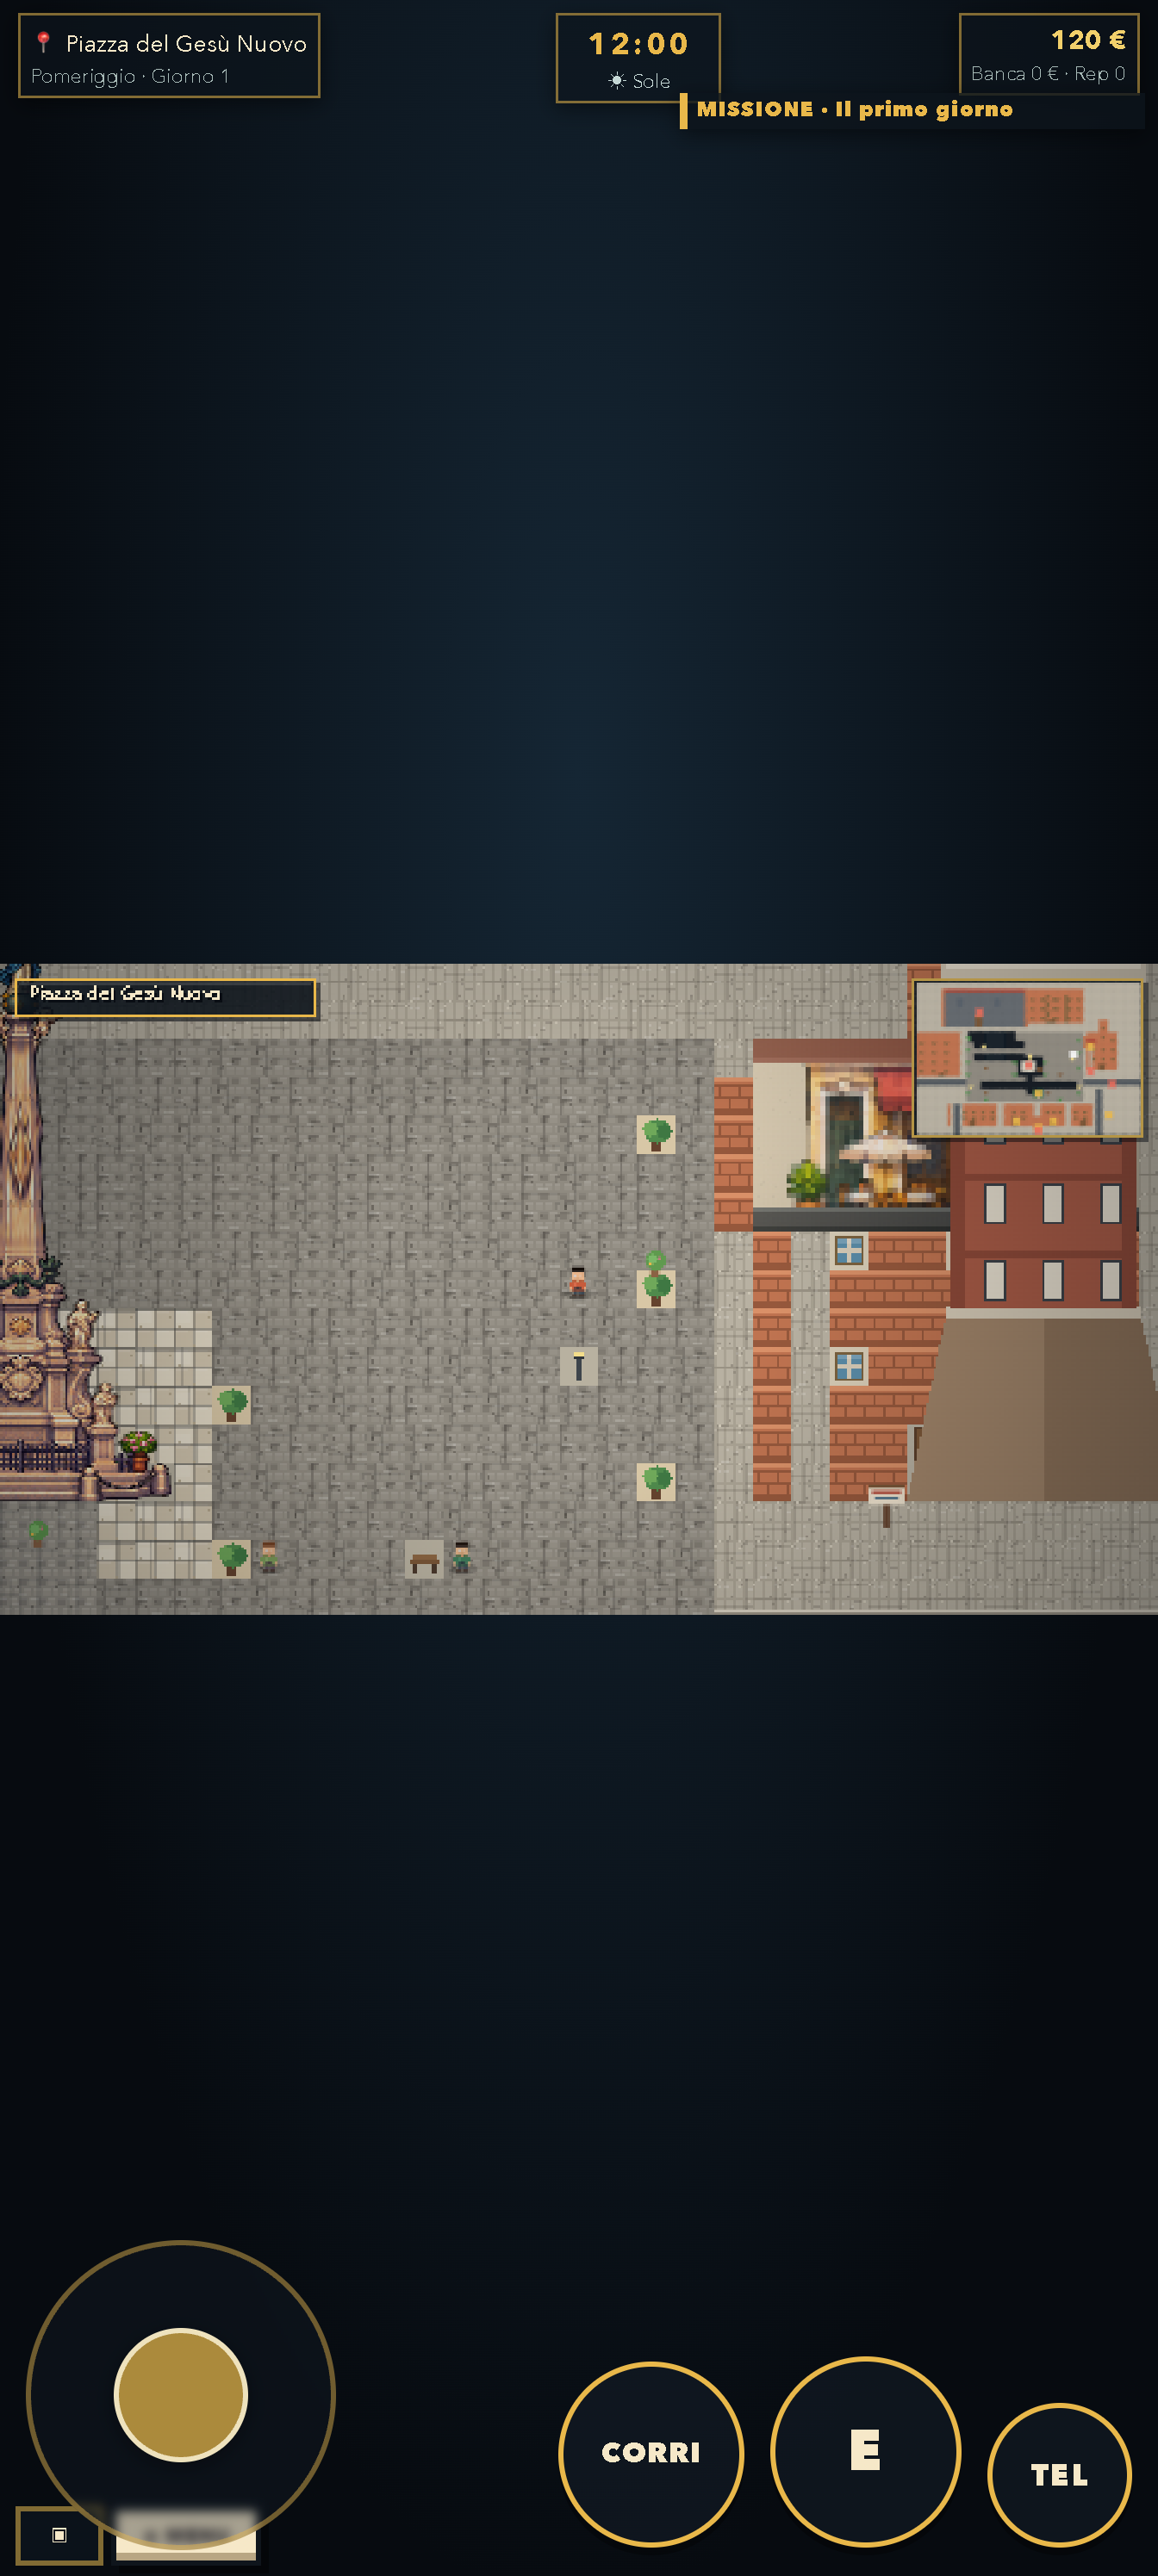 📍 Piazza del Gesù Nuovo
Pomeriggio · Giorno 1
12:00
☀ Sole
120 €
Banca 0 € · Rep 0
MISSIONE · Il primo giorno
Piazza del Gesù Nuovo
CORRI
E
TEL